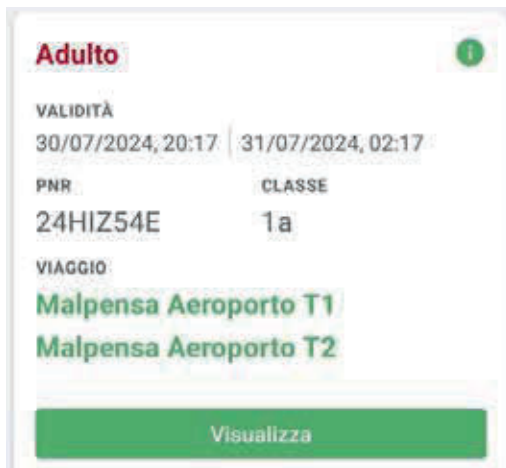 Adulto
VALIDITÀ
30/07/2024, 20:17 31/07/2024, 02:17
PNR CLASSE
24HIZ54E 1a
VIAGGIO
Malpensa Aeroporto T1
Malpensa Aeroporto T2
Visualizza